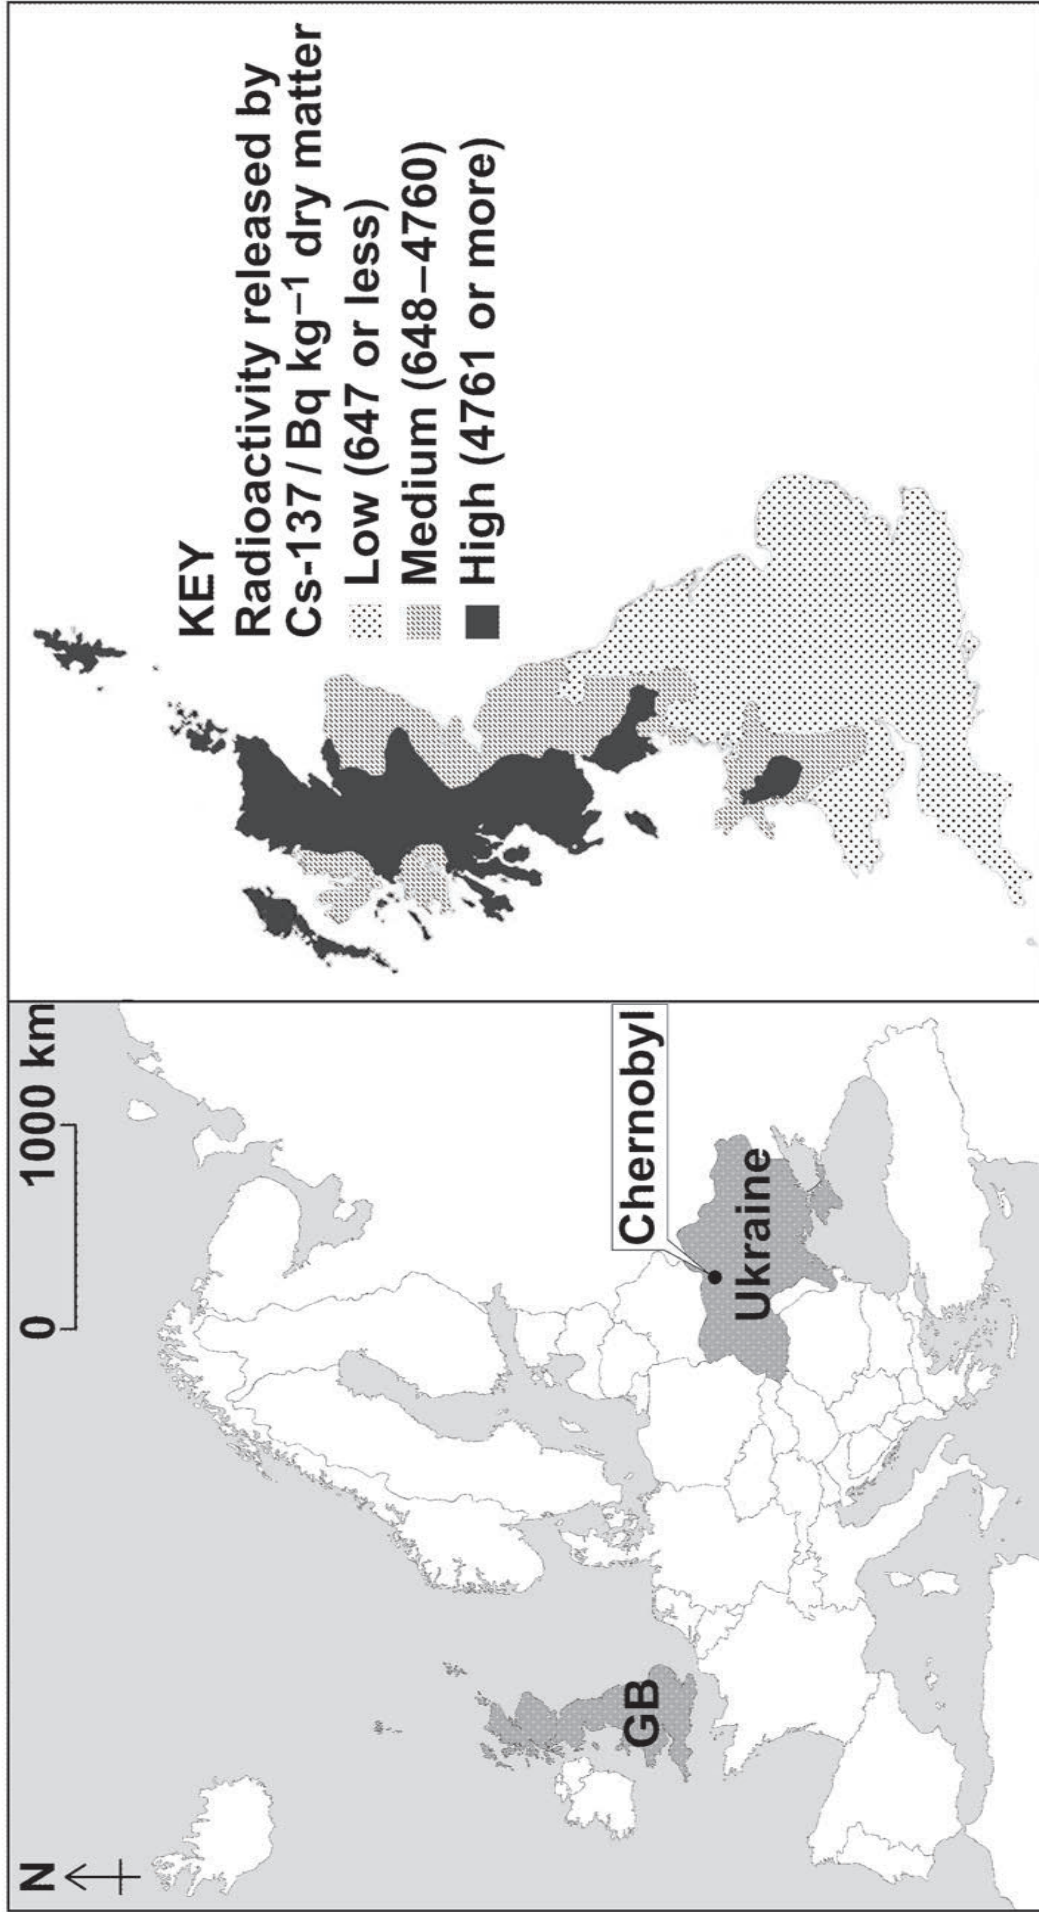 N
0 1000 km
GB
Chernobyl
Ukraine
KEY
Radioactivity released by
Cs-137 / Bq kg⁻¹ dry matter
Low (647 or less)
Medium (648–4760)
High (4761 or more)